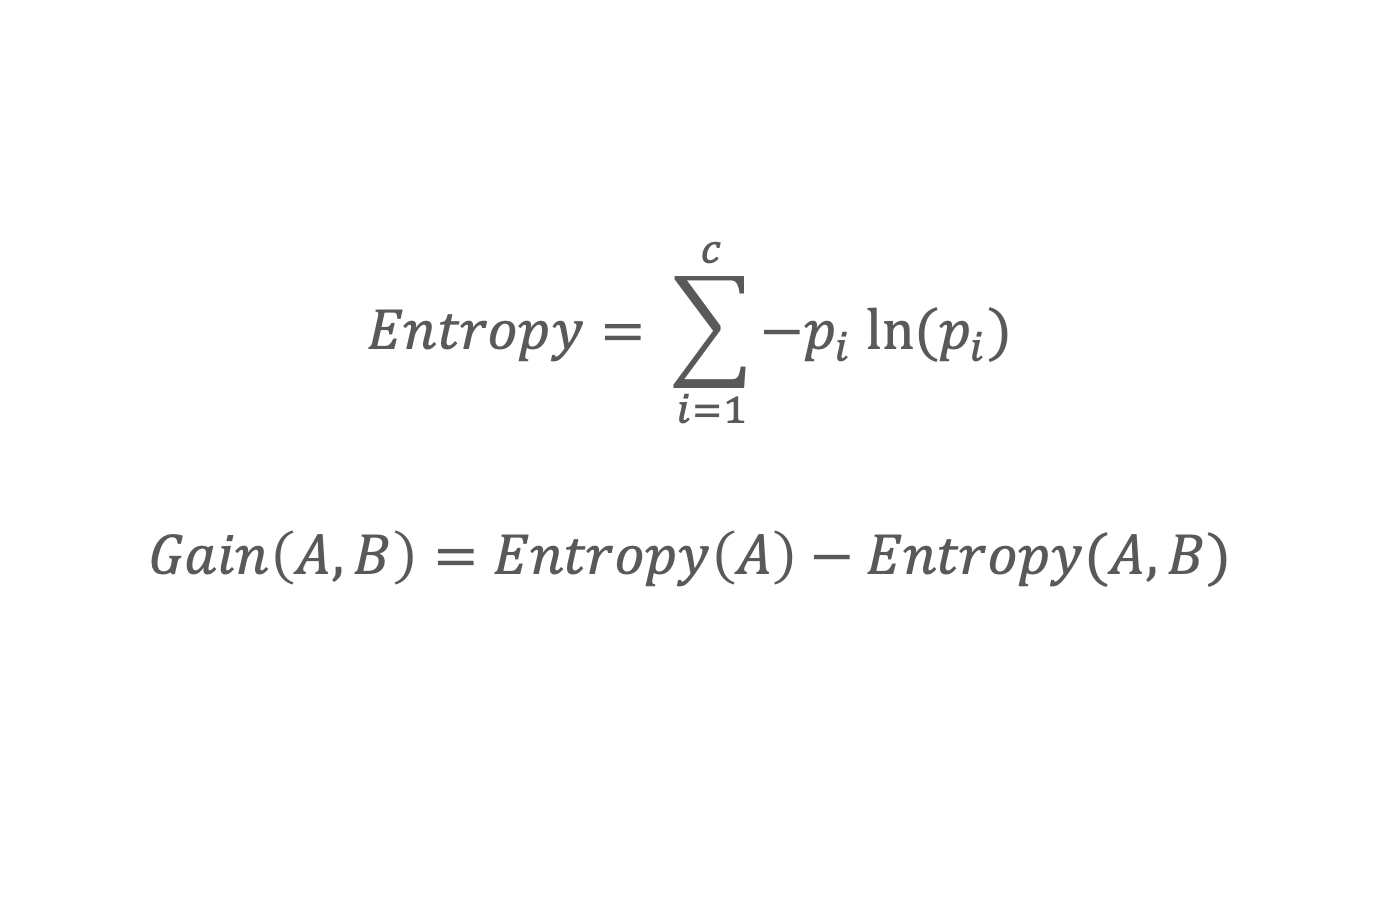 Entropy = ∑_{i=1}^{c} −p_i ln(p_i)
Gain(A, B) = Entropy(A) − Entropy(A, B)